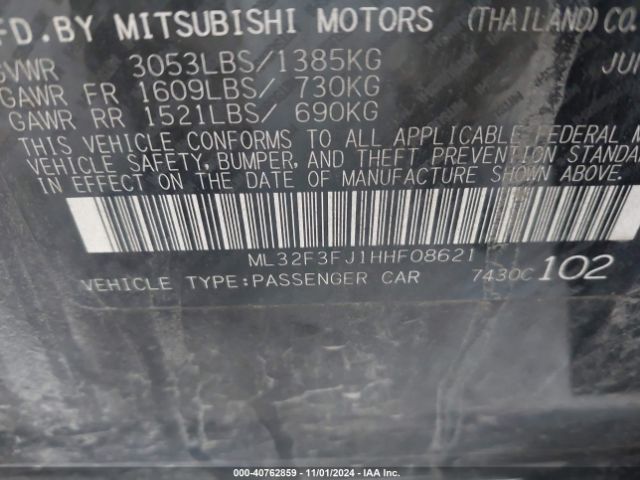 FD.BY MITSUBISHI MOTORS (THAILAND) CO.
GVWR 3053LBS/1385KG JUN
GAWR FR 1609LBS/ 730KG
GAWR RR 1521LBS/ 690KG
THIS VEHICLE CONFORMS TO ALL APPLICABLE FEDERAL M
VEHICLE SAFETY, BUMPER, AND THEFT PREVENTION STANDA
IN EFFECT ON THE DATE OF MANUFACTURE SHOWN ABOVE.
ML32F3FJ1HHF08621
VEHICLE TYPE:PASSENGER CAR 7430C 102
000-40762859 - 11/01/2024 - IAA Inc.